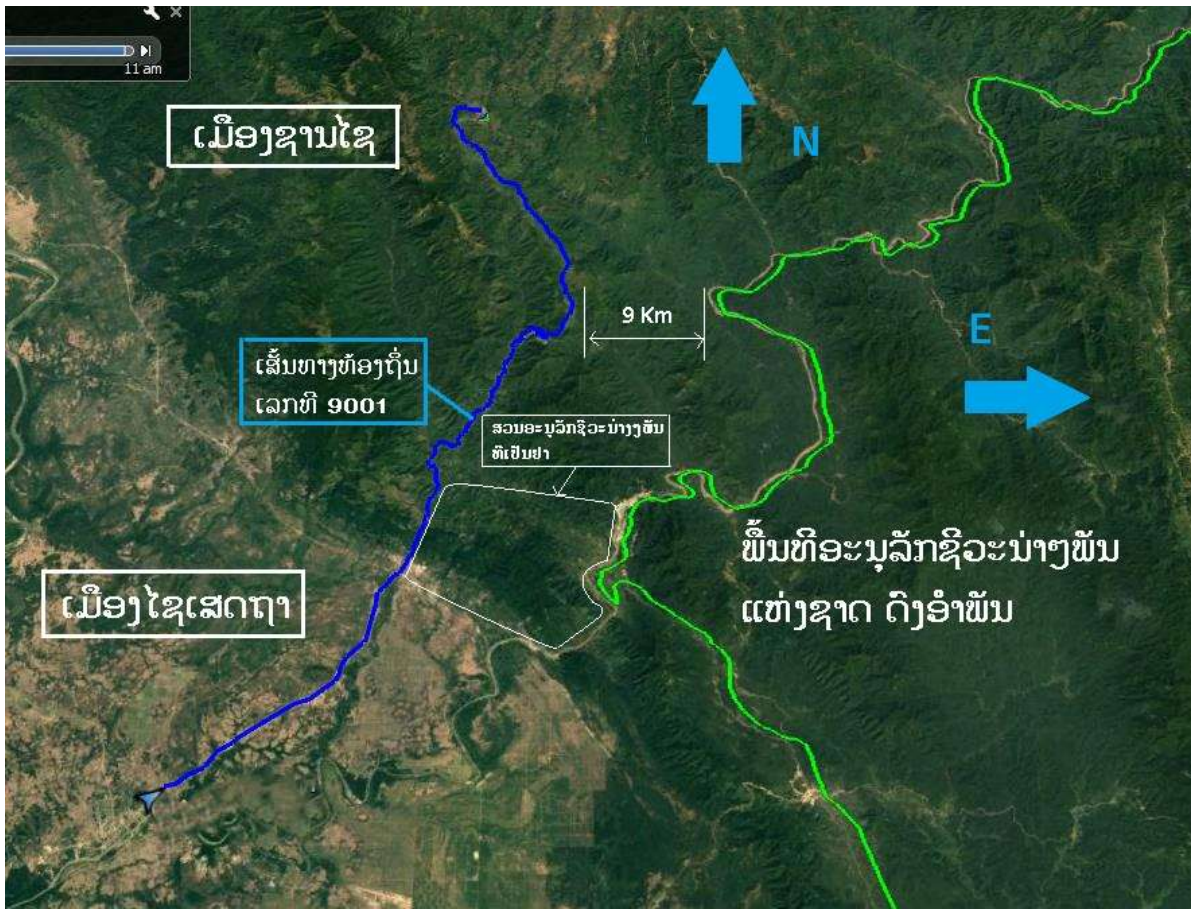 11 am
ເມືອງຊານໄຊ
N
9 Km
E
ເສັ້ນທາງທ້ອງຖິ່ນ
ເລກທີ 9001
ສວນອະນຸລັກຊີວະນ່າໆພັນ
ທີ່ເປັນຢາ
ພື້ນທີ່ອະນຸລັກຊີວະນ່າໆພັນ
ແຫ່ງຊາດ ດົງອຳພັນ
ເມືອງໄຊເສດຖາ